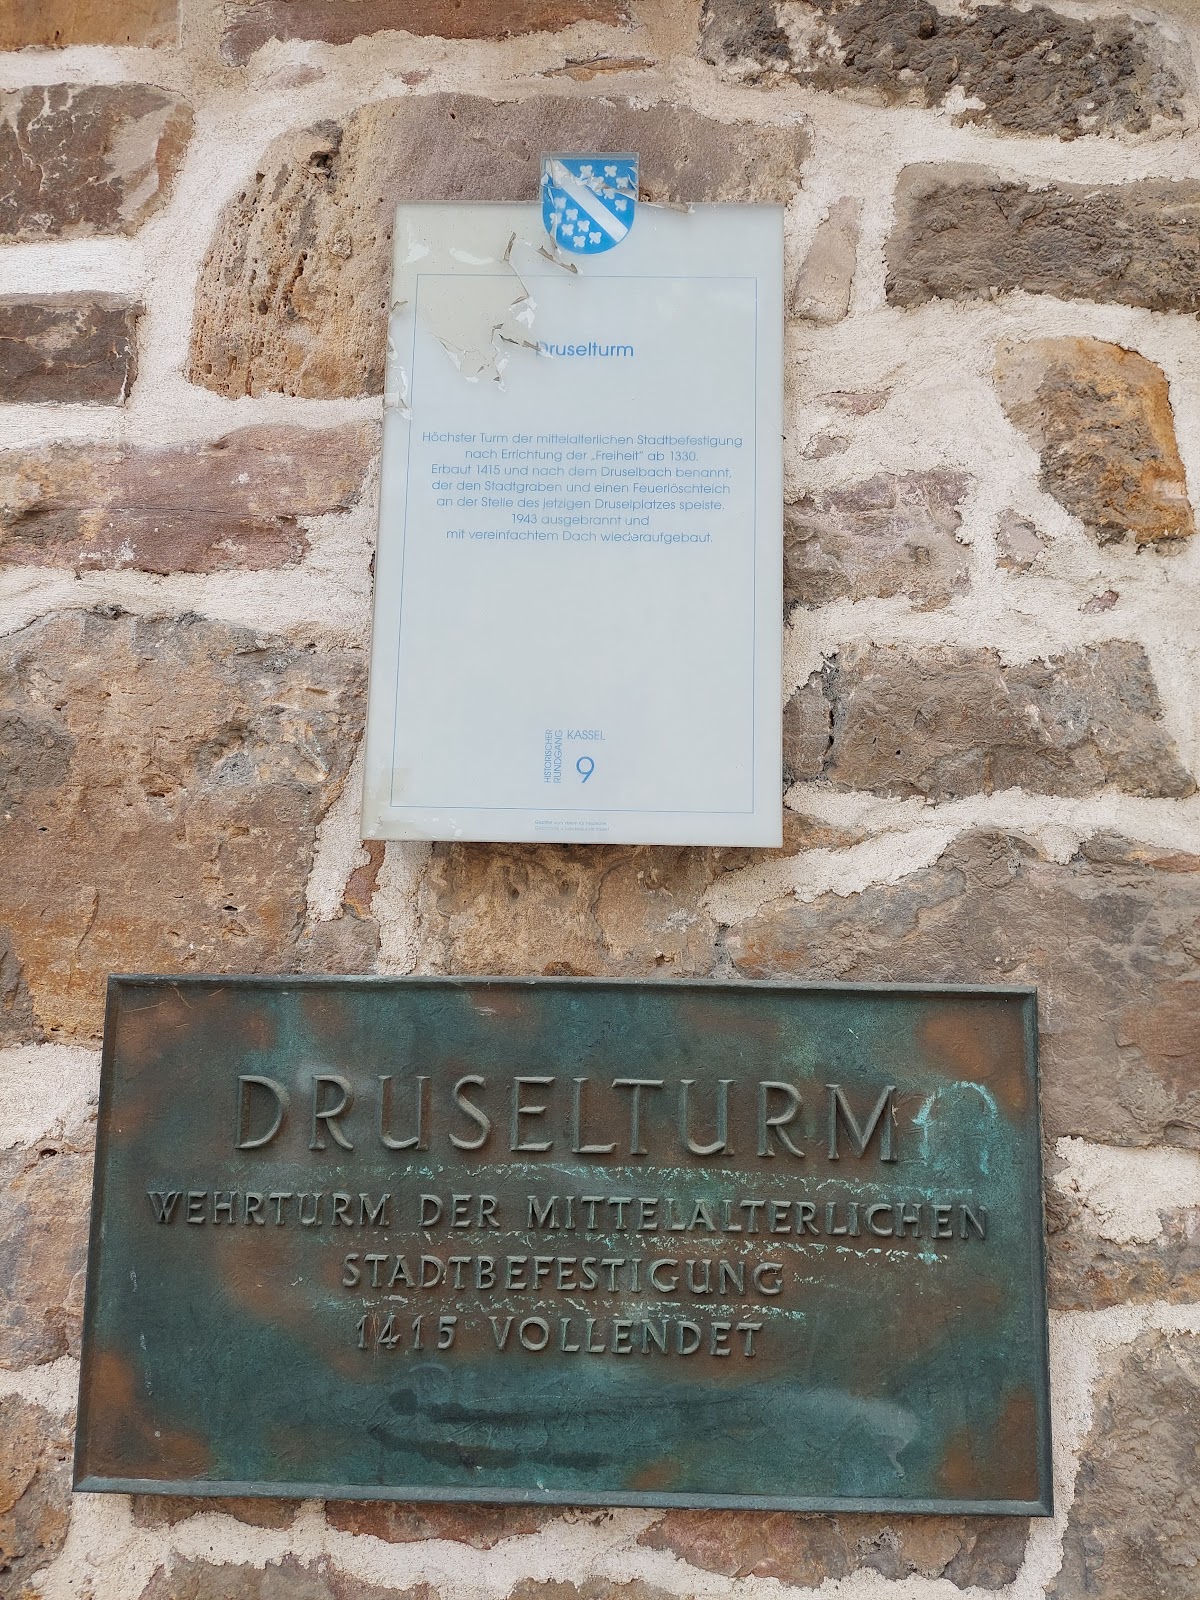 Druselturm
Höchster Turm der mittelalterlichen Stadtbefestigung
nach Errichtung der „Freiheit" ab 1330.
Erbaut 1415 und nach dem Druselbach benannt,
der den Stadtgraben und einen Feuerlöschteich
an der Stelle des jetzigen Druselplatzes speiste.
1943 ausgebrannt und
mit vereinfachtem Dach wiederaufgebaut.
HISTORISCHER
RUNDGANG
KASSEL
9
DRUSELTURM
WEHRTURM DER MITTELALTERLICHEN
STADTBEFESTIGUNG
1415 VOLLENDET